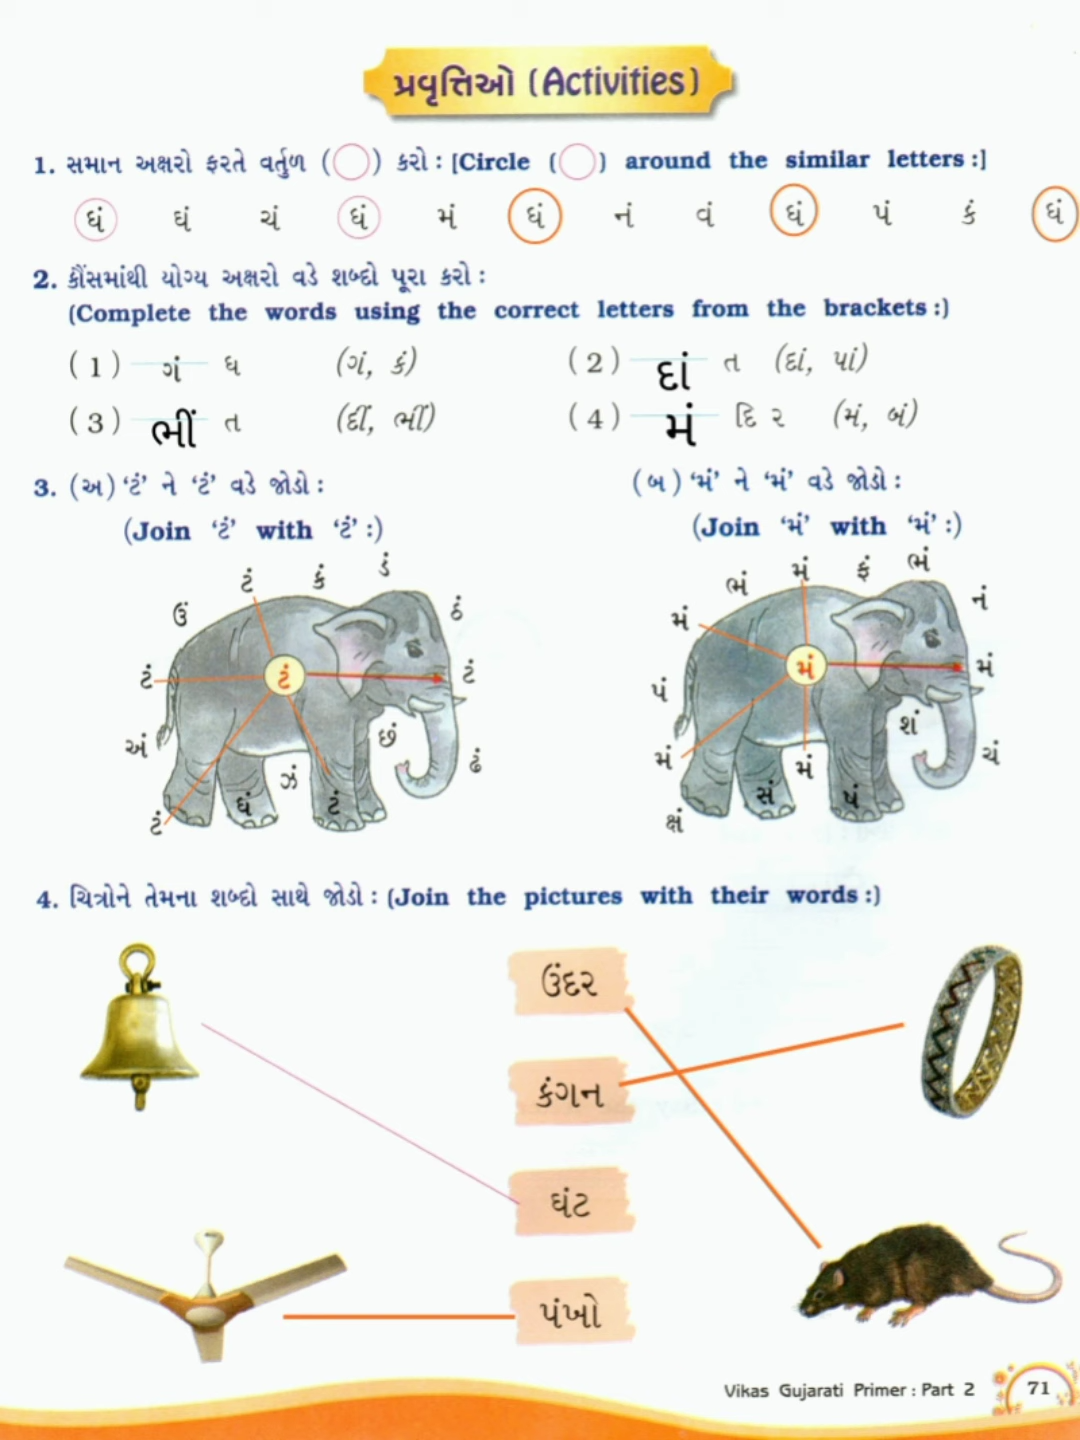 પ્રવૃત્તિઓ (Activities)
1. સમાન અક્ષરો ફરતે વર્તુળ ( ) કરો : [Circle ( ) around the similar letters :]
ધં ઘં ચં ધં મં ધં નં વં ધં પં કં ધં
2. કૌંસમાંથી યોગ્ય અક્ષરો વડે શબ્દો પૂરા કરો :
(Complete the words using the correct letters from the brackets :)
(1) ગં ધ (ગં, કં) (2) દાં ત (દાં, પાં)
(3) ભીં ત (દીં, ભીં) (4) મં દિ ર (મં, બં)
3. (અ) 'ટં' ને 'ટં' વડે જોડો : (બ) 'મં' ને 'મં' વડે જોડો :
(Join 'ટં' with 'ટં' :) (Join 'મં' with 'મં' :)
ટં કં ડં ભં મં ફં ભં
ઉં ઠં મં નં
ટં ટં ટં પં મં મં
અં છં ઢં મં મં શં ચં
ટં ઘં ઝં ટં ક્ષં સં ષં
4. ચિત્રોને તેમના શબ્દો સાથે જોડો : (Join the pictures with their words :)
ઉંદર
કંગન
ઘંટ
પંખો
Vikas Gujarati Primer : Part 2 71